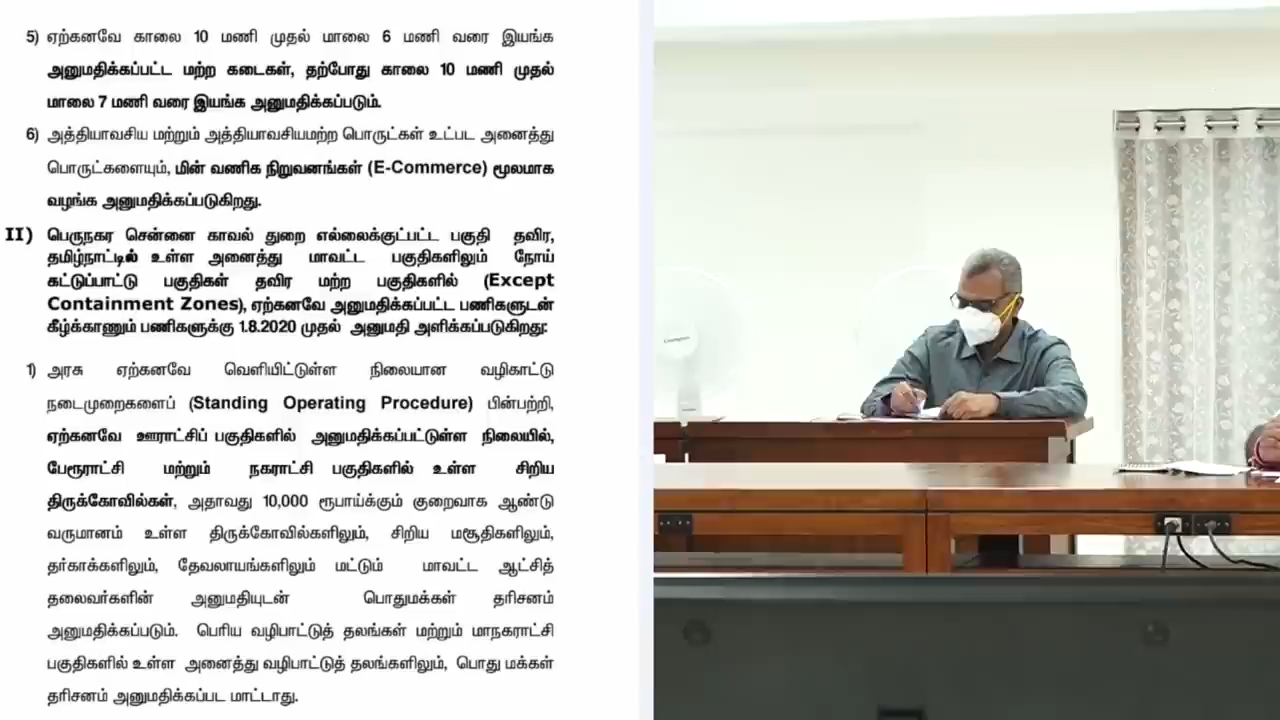 5) ஏற்கனவே காலை 10 மணி முதல் மாலை 6 மணி வரை இயங்க
அனுமதிக்கப்பட்ட மற்ற கடைகள், தற்போது காலை 10 மணி முதல்
மாலை 7 மணி வரை இயங்க அனுமதிக்கப்படும்.
6) அத்தியாவசிய மற்றும் அத்தியாவசியமற்ற பொருட்கள் உட்பட அனைத்து
பொருட்களையும், மின் வணிக நிறுவனங்கள் (E-Commerce) மூலமாக
வழங்க அனுமதிக்கப்படுகிறது.
II) பெருநகர சென்னை காவல் துறை எல்லைக்குட்பட்ட பகுதி தவிர,
தமிழ்நாட்டில் உள்ள அனைத்து மாவட்ட பகுதிகளிலும் நோய்
கட்டுப்பாட்டு பகுதிகள் தவிர மற்ற பகுதிகளில் (Except
Containment Zones), ஏற்கனவே அனுமதிக்கப்பட்ட பணிகளுடன்
கீழ்க்காணும் பணிகளுக்கு 1.8.2020 முதல் அனுமதி அளிக்கப்படுகிறது:
1) அரசு ஏற்கனவே வெளியிட்டுள்ள நிலையான வழிகாட்டு
நடைமுறைகளைப் (Standing Operating Procedure) பின்பற்றி,
ஏற்கனவே ஊராட்சிப் பகுதிகளில் அனுமதிக்கப்பட்டுள்ள நிலையில்,
பேரூராட்சி மற்றும் நகராட்சி பகுதிகளில் உள்ள சிறிய
திருக்கோவில்கள், அதாவது 10,000 ரூபாய்க்கும் குறைவாக ஆண்டு
வருமானம் உள்ள திருக்கோவில்களிலும், சிறிய மசூதிகளிலும்,
தர்காக்களிலும், தேவலாயங்களிலும் மட்டும் மாவட்ட ஆட்சித்
தலைவர்களின் அனுமதியுடன் பொதுமக்கள் தரிசனம்
அனுமதிக்கப்படும். பெரிய வழிபாட்டுத் தலங்கள் மற்றும் மாநகராட்சி
பகுதிகளில் உள்ள அனைத்து வழிபாட்டுத் தலங்களிலும், பொது மக்கள்
தரிசனம் அனுமதிக்கப்பட மாட்டாது.